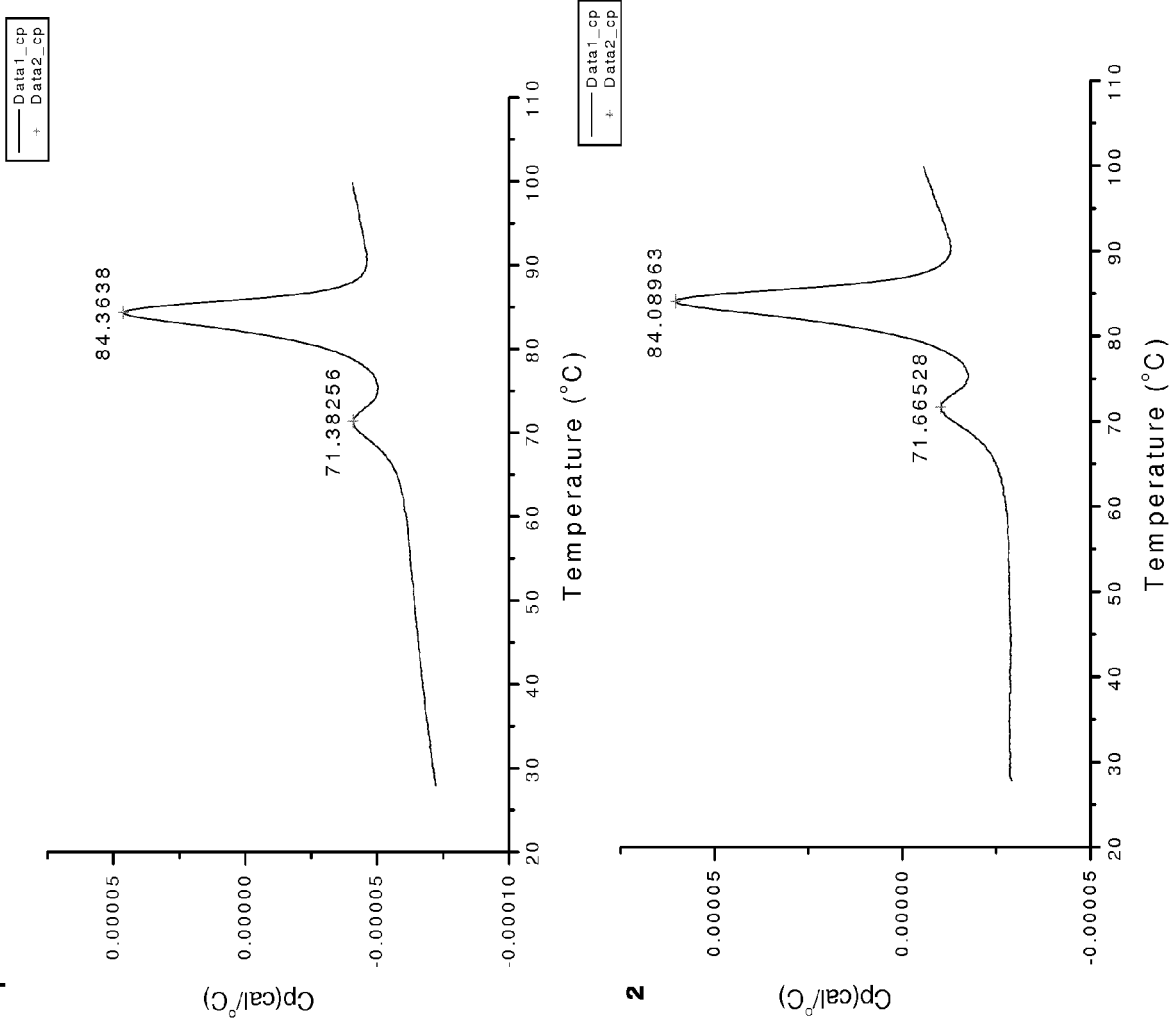 Data1_cp
Data2_cp
84.3638
71.38256
0.00005
0.00000
-0.00005
-0.00010
Cp(cal/°C)
20 30 40 50 60 70 80 90 100 110
Temperature (°C)
2
Data1_cp
Data2_cp
84.08963
71.66528
0.00005
0.00000
-0.00005
Cp(cal/°C)
20 30 40 50 60 70 80 90 100 110
Temperature (°C)